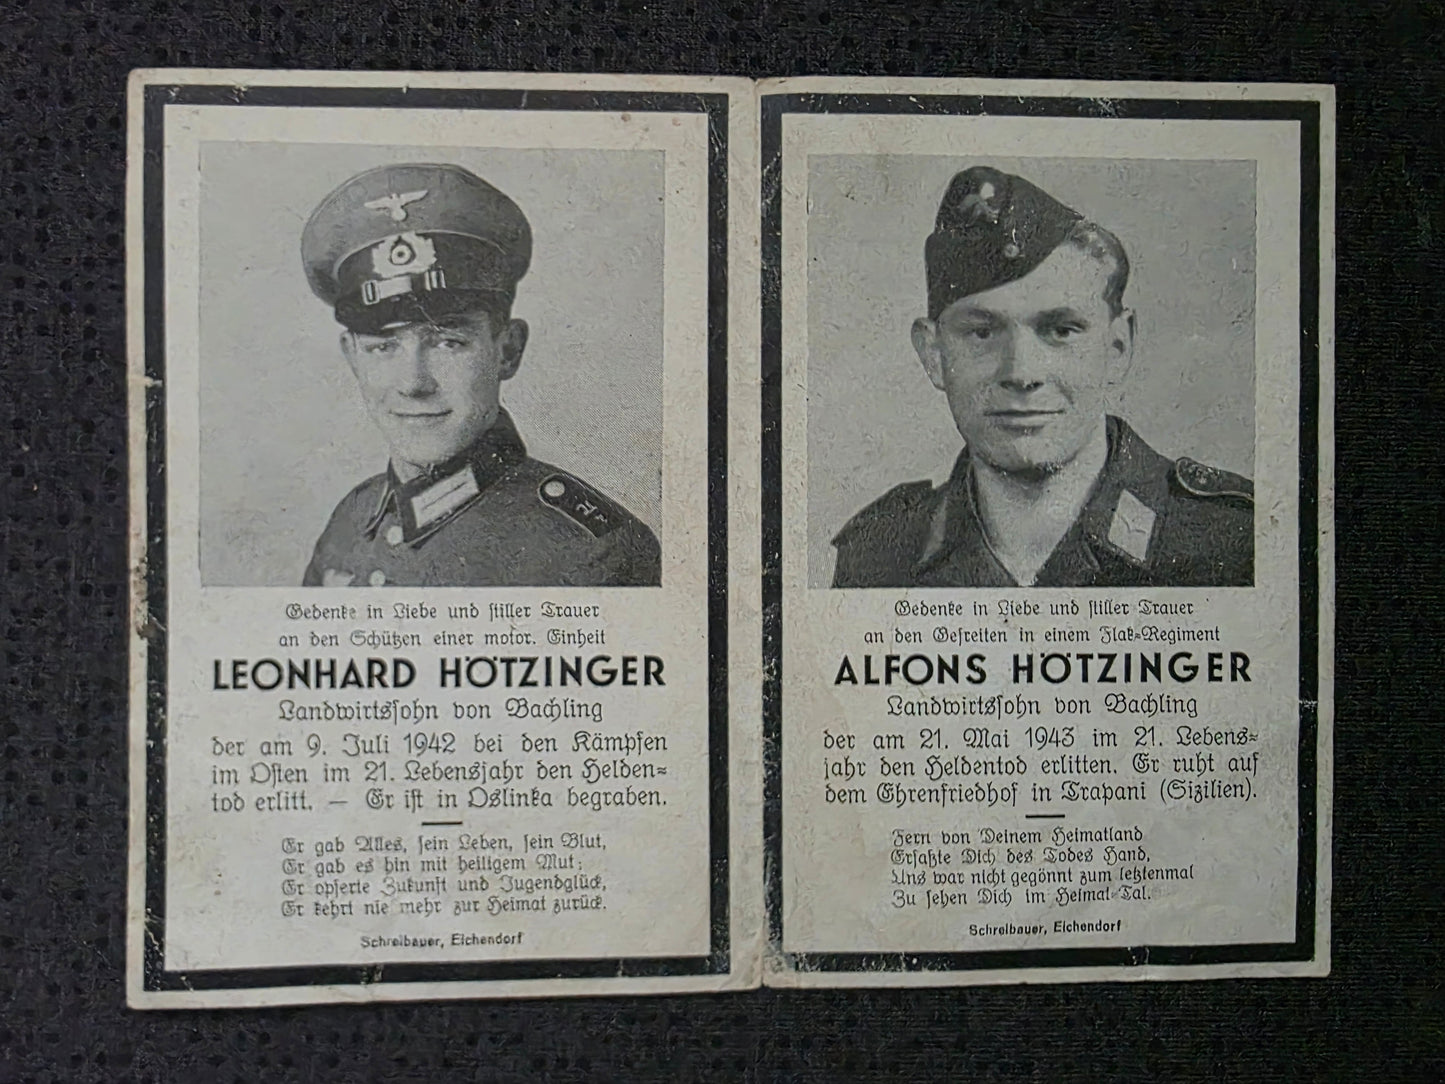 Gedenke in Liebe und stiller Trauer
an den Schützen einer motor. Einheit
LEONHARD HÖTZINGER
Landwirtssohn von Bachling
der am 9. Juli 1942 bei den Kämpfen
im Osten im 21. Lebensjahr den Helden=
tod erlitt. — Er ist in Oslinka begraben.
Er gab Alles, sein Leben, sein Blut,
Er gab es hin mit heiligem Mut;
Er opferte Zukunft und Jugendglück,
Er kehrt nie mehr zur Heimat zurück.
Schreibauer, Eichendorf
Gedenke in Liebe und stiller Trauer
an den Gefreiten in einem Flak=Regiment
ALFONS HÖTZINGER
Landwirtssohn von Bachling
der am 21. Mai 1943 im 21. Lebens=
jahr den Heldentod erlitten. Er ruht auf
dem Ehrenfriedhof in Trapani (Sizilien).
Fern von Deinem Heimatland
Erfaßte Dich des Todes Hand,
Uns war nicht gegönnt zum letztenmal
Zu sehen Dich im Heimat=Tal.
Schreibauer, Eichendorf